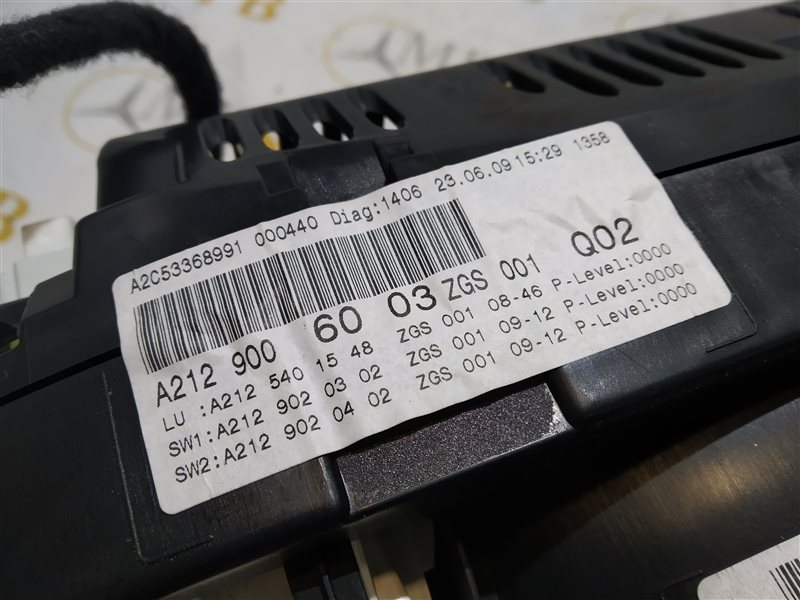 A2C53368991 000440 Diag:1406 23.06.09 15:29 1358
A212 900 60 03 ZGS 001 Q02
LU :A212 540 15 48 ZGS 001 08-46 P-Level:0000
SW1:A212 902 03 02 ZGS 001 09-12 P-Level:0000
SW2:A212 902 04 02 ZGS 001 09-12 P-Level:0000